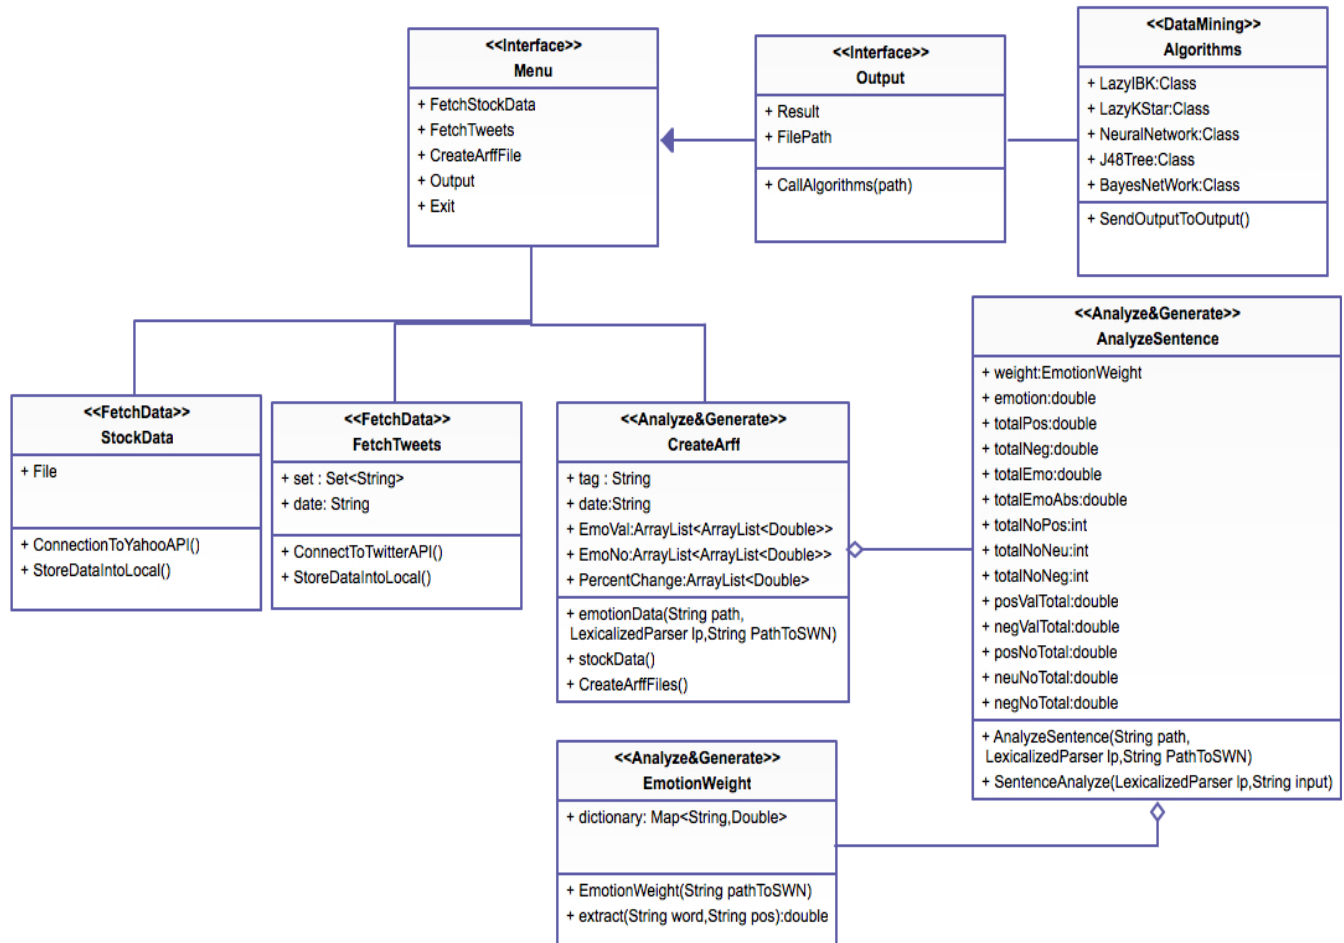 <<Interface>>
Menu
+ FetchStockData
+ FetchTweets
+ CreateArffFile
+ Output
+ Exit
<<Interface>>
Output
+ Result
+ FilePath
+ CallAlgorithms(path)
<<DataMining>>
Algorithms
+ LazyIBK:Class
+ LazyKStar:Class
+ NeuralNetwork:Class
+ J48Tree:Class
+ BayesNetWork:Class
+ SendOutputToOutput()
<<FetchData>>
StockData
+ File
+ ConnectionToYahooAPI()
+ StoreDataIntoLocal()
<<FetchData>>
FetchTweets
+ set : Set<String>
+ date: String
+ ConnectToTwitterAPI()
+ StoreDataIntoLocal()
<<Analyze&Generate>>
CreateArff
+ tag : String
+ date:String
+ EmoVal:ArrayList<ArrayList<Double>>
+ EmoNo:ArrayList<ArrayList<Double>>
+ PercentChange:ArrayList<Double>
+ emotionData(String path,
LexicalizedParser lp,String PathToSWN)
+ stockData()
+ CreateArffFiles()
<<Analyze&Generate>>
AnalyzeSentence
+ weight:EmotionWeight
+ emotion:double
+ totalPos:double
+ totalNeg:double
+ totalEmo:double
+ totalEmoAbs:double
+ totalNoPos:int
+ totalNoNeu:int
+ totalNoNeg:int
+ posValTotal:double
+ negValTotal:double
+ posNoTotal:double
+ neuNoTotal:double
+ negNoTotal:double
+ AnalyzeSentence(String path,
LexicalizedParser lp,String PathToSWN)
+ SentenceAnalyze(LexicalizedParser lp,String input)
<<Analyze&Generate>>
EmotionWeight
+ dictionary: Map<String,Double>
+ EmotionWeight(String pathToSWN)
+ extract(String word,String pos):double